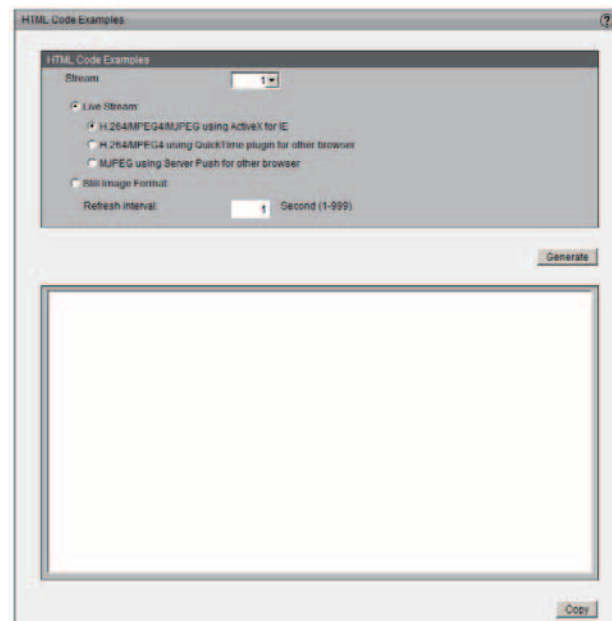 HTML Code Examples
HTML Code Examples
Stream: 1
Live Stream:
H.264/MPEG4/MJPEG using ActiveX for IE
H.264/MPEG4 using QuickTime plugin for other browser
MJPEG using Server Push for other browser
Still Image Format:
Refresh interval: 1 Second (1-999)
Generate
Copy